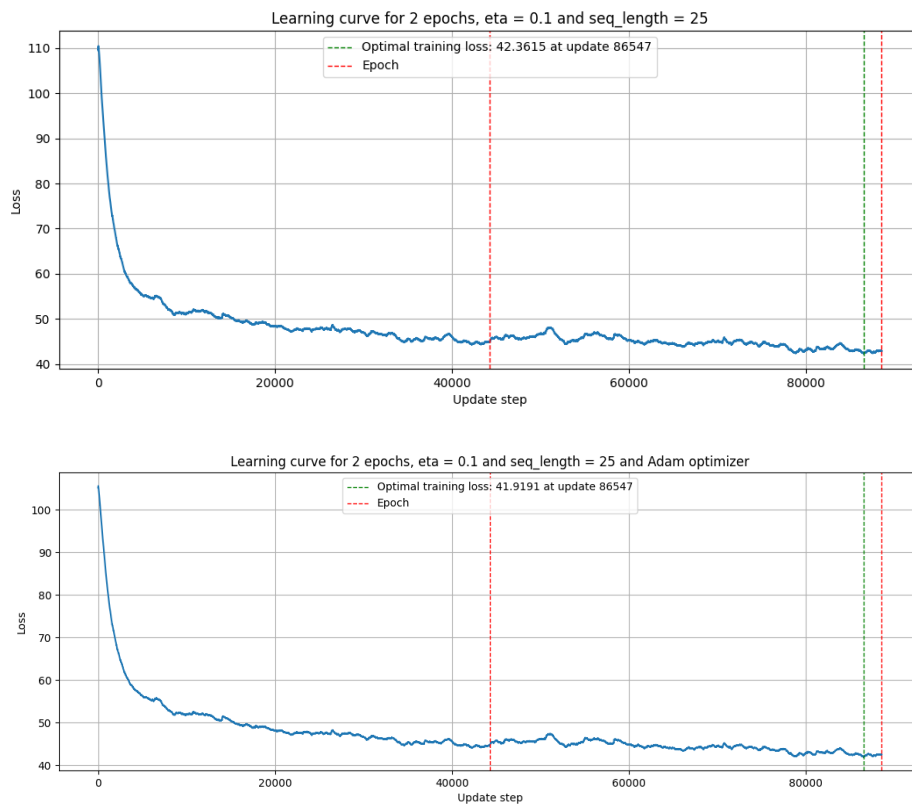 Learning curve for 2 epochs, eta = 0.1 and seq_length = 25
Optimal training loss: 42.3615 at update 86547
Epoch
110
100
90
80
70
60
50
40
Loss
0
20000
40000
60000
80000
Update step
Learning curve for 2 epochs, eta = 0.1 and seq_length = 25 and Adam optimizer
Optimal training loss: 41.9191 at update 86547
Epoch
100
90
80
70
60
50
40
Loss
0
20000
40000
60000
80000
Update step